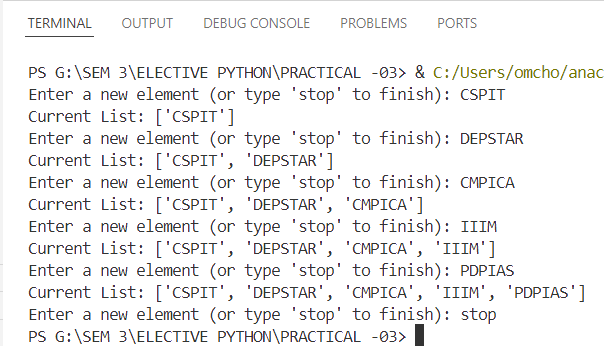 TERMINAL OUTPUT DEBUG CONSOLE PROBLEMS PORTS
PS G:\SEM 3\ELECTIVE PYTHON\PRACTICAL -03> & C:/Users/omcho/anac
Enter a new element (or type 'stop' to finish): CSPIT
Current List: ['CSPIT']
Enter a new element (or type 'stop' to finish): DEPSTAR
Current List: ['CSPIT', 'DEPSTAR']
Enter a new element (or type 'stop' to finish): CMPICA
Current List: ['CSPIT', 'DEPSTAR', 'CMPICA']
Enter a new element (or type 'stop' to finish): IIIM
Current List: ['CSPIT', 'DEPSTAR', 'CMPICA', 'IIIM']
Enter a new element (or type 'stop' to finish): PDPIAS
Current List: ['CSPIT', 'DEPSTAR', 'CMPICA', 'IIIM', 'PDPIAS']
Enter a new element (or type 'stop' to finish): stop
PS G:\SEM 3\ELECTIVE PYTHON\PRACTICAL -03>